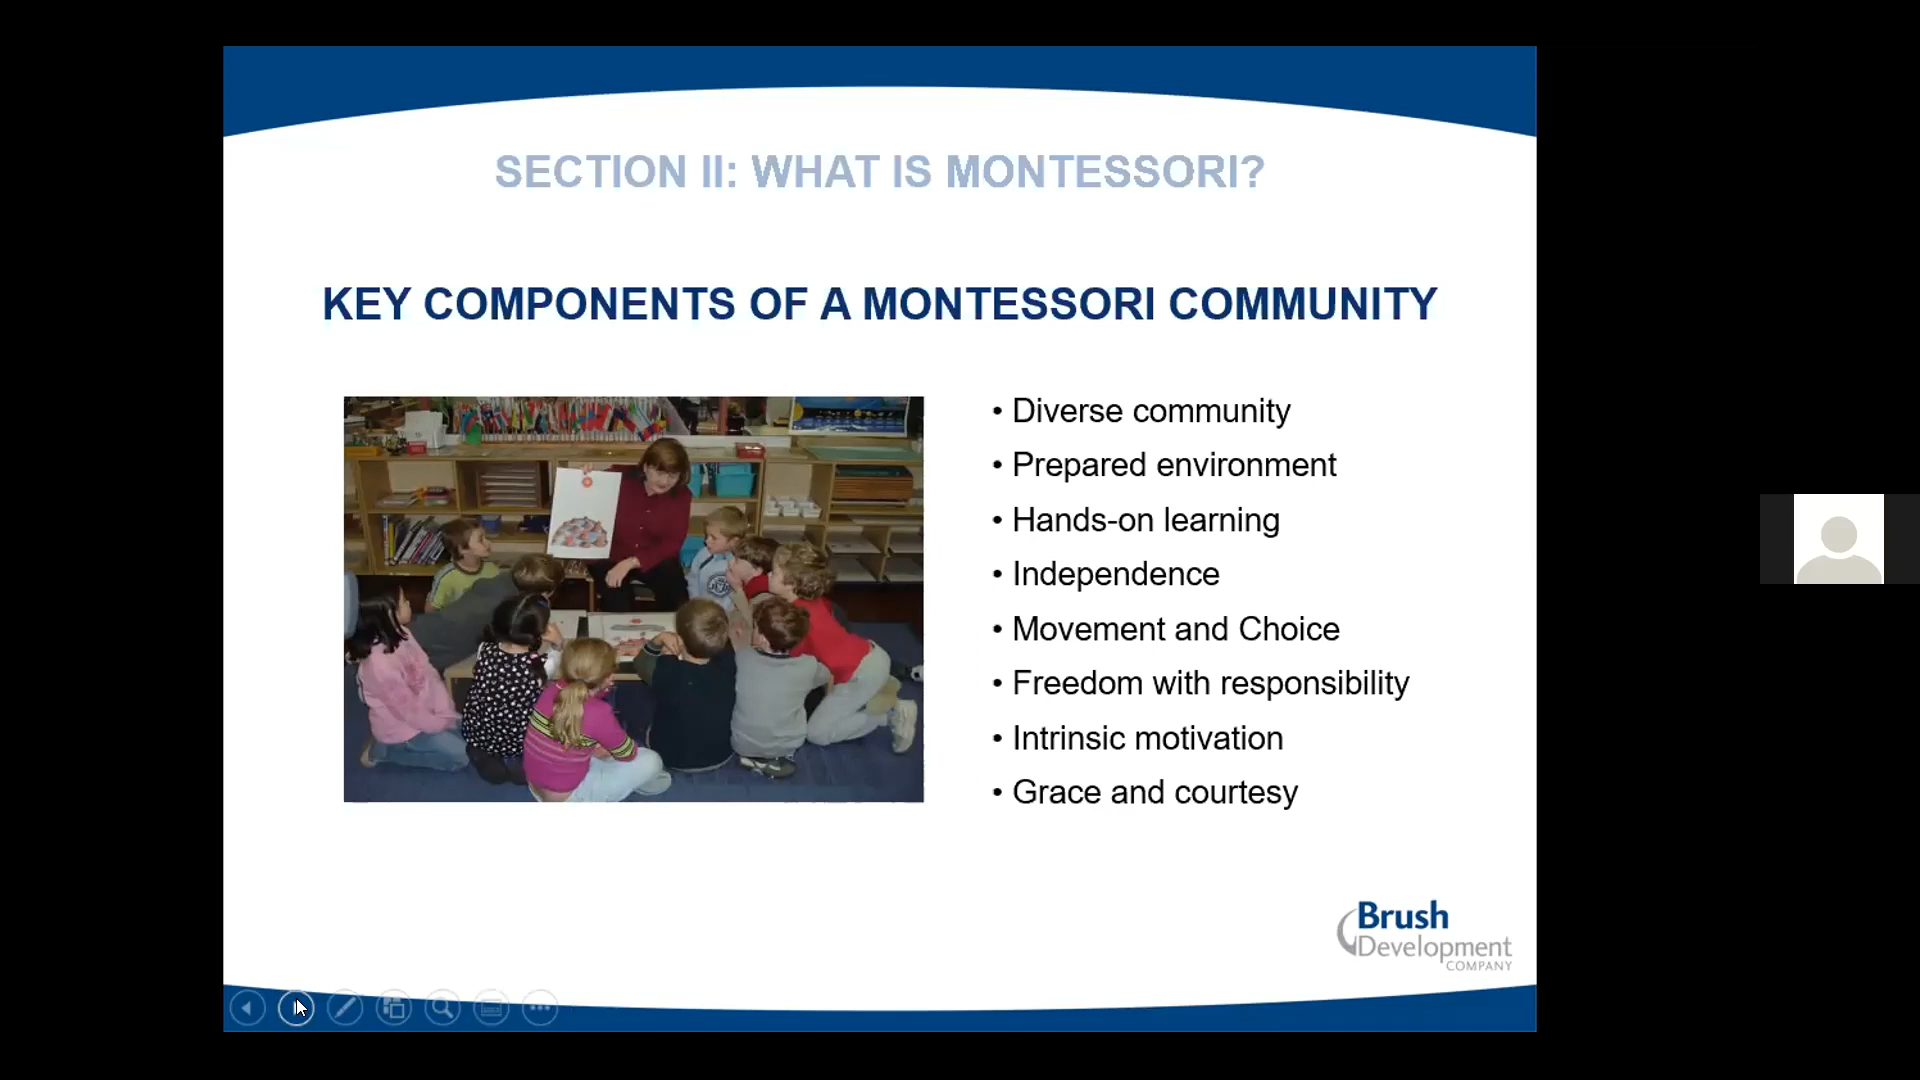 SECTION II: WHAT IS MONTESSORI?
KEY COMPONENTS OF A MONTESSORI COMMUNITY
• Diverse community
• Prepared environment
• Hands-on learning
• Independence
• Movement and Choice
• Freedom with responsibility
• Intrinsic motivation
• Grace and courtesy
Brush
Development
COMPANY